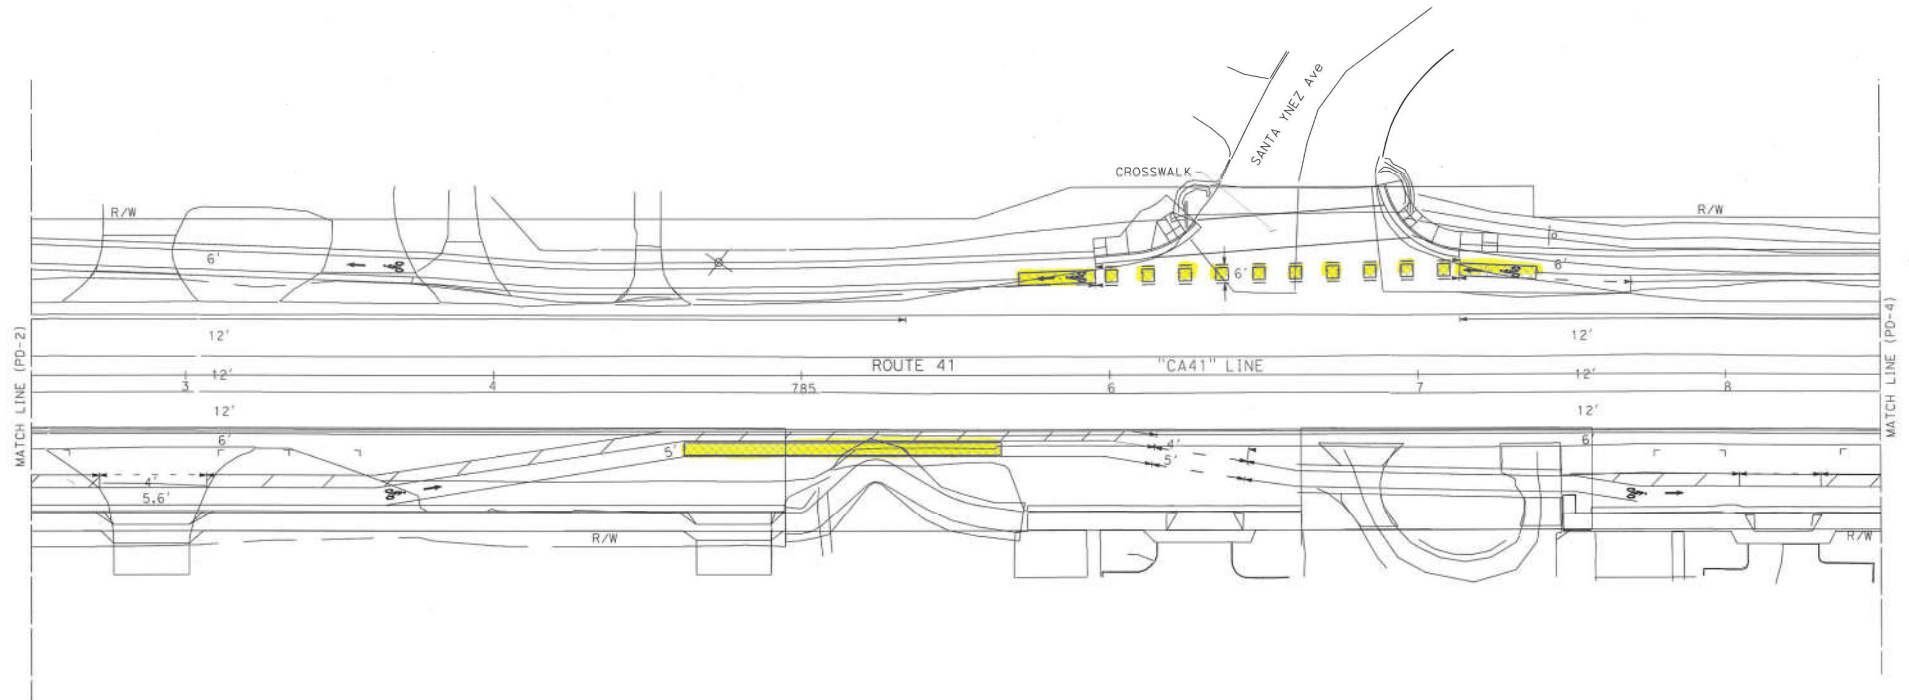 SANTA YNEZ Ave
CROSSWALK
R/W
R/W
6'
6'
6'
12'
12'
ROUTE 41
"CA41" LINE
12'
12'
3
4
785
6
7
8
12'
12'
6'
5'
4'
5'
6'
4'
5.6'
R/W
R/W
MATCH LINE (PD-2)
MATCH LINE (PD-4)